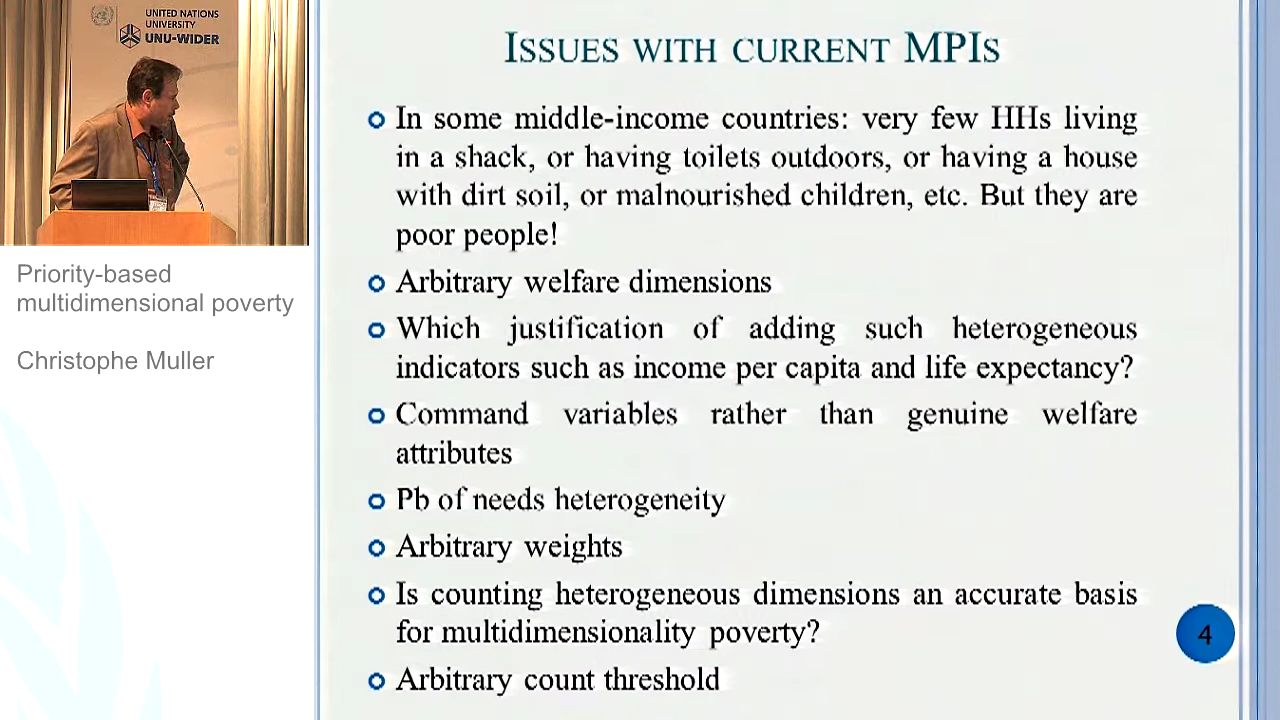 UNITED NATIONS
UNIVERSITY
UNU-WIDER
Priority-based
multidimensional poverty
Christophe Muller
ISSUES WITH CURRENT MPIS
In some middle-income countries: very few HHs living
in a shack, or having toilets outdoors, or having a house
with dirt soil, or malnourished children, etc. But they are
poor people!
Arbitrary welfare dimensions
Which justification of adding such heterogeneous
indicators such as income per capita and life expectancy?
Command variables rather than genuine welfare
attributes
Pb of needs heterogeneity
Arbitrary weights
Is counting heterogeneous dimensions an accurate basis
for multidimensionality poverty?
Arbitrary count threshold
4